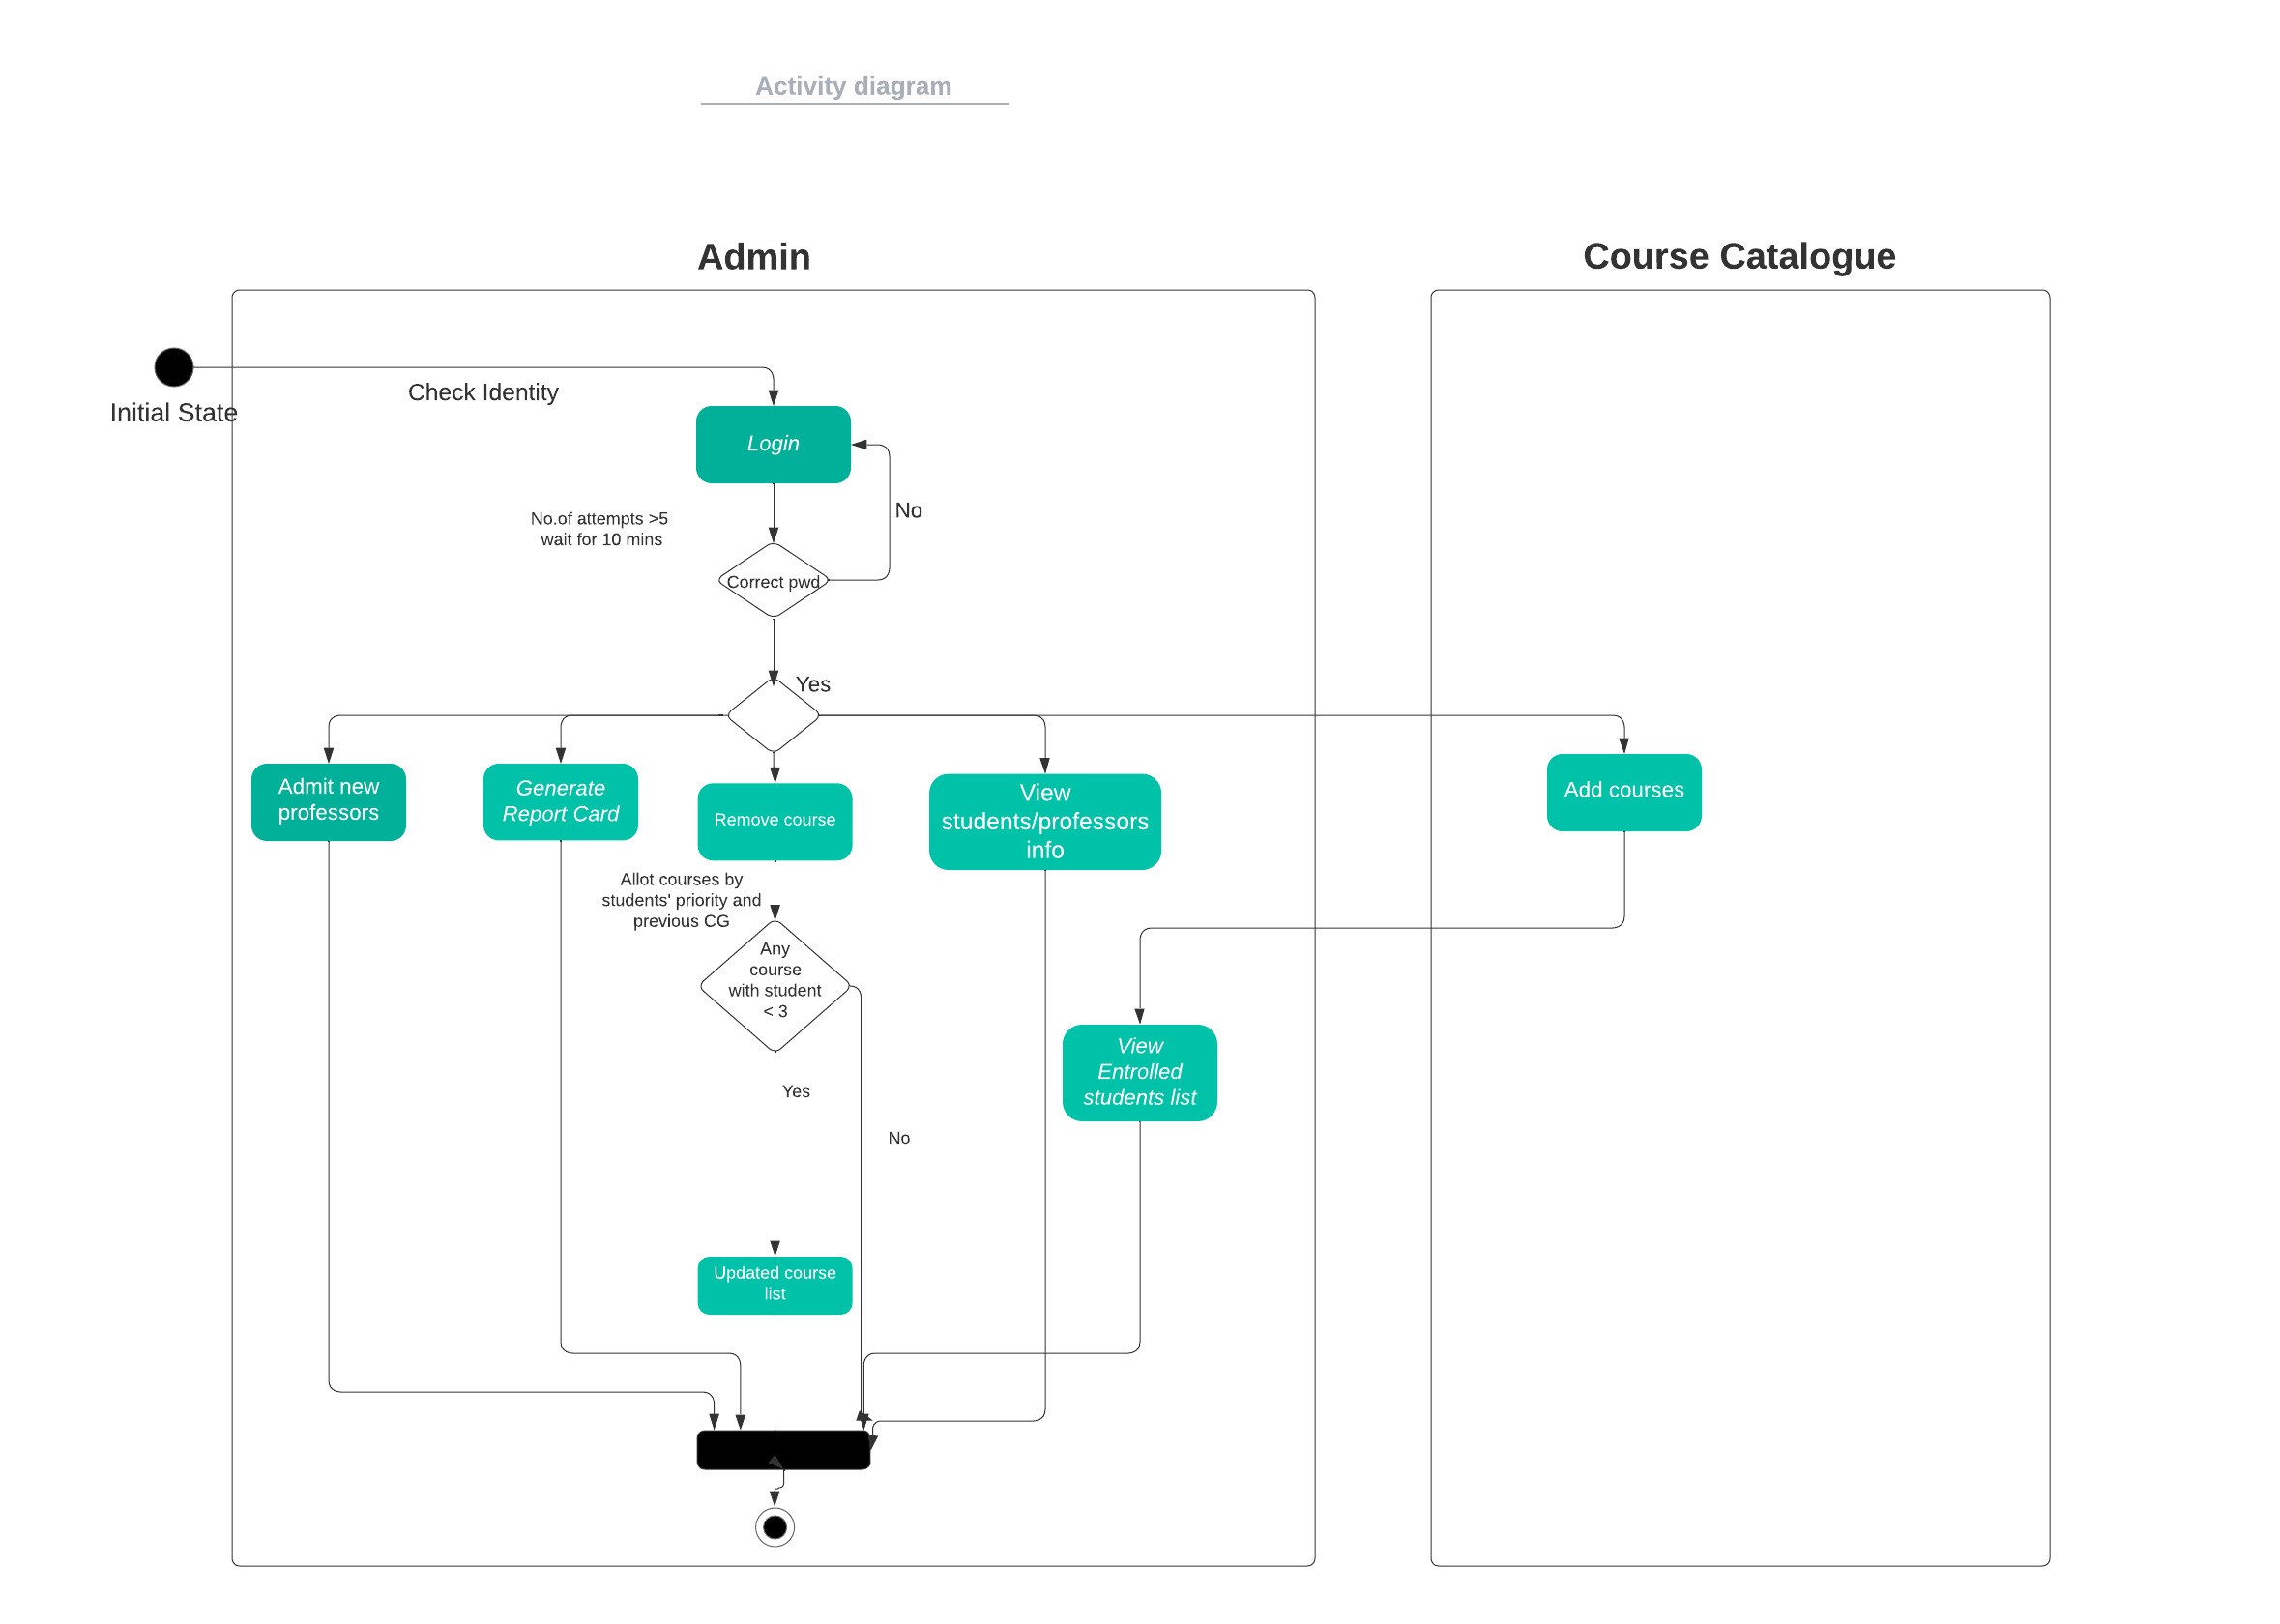 Activity diagram
Admin
Course Catalogue
Check Identity
Initial State
Login
No
No.of attempts >5
wait for 10 mins
Correct pwd
Yes
Admit new
professors
Generate
Report Card
Remove course
View
students/professors
info
Add courses
Allot courses by
students' priority and
previous CG
Any
course
with student
< 3
View
Entrolled
students list
Yes
No
Updated course
list